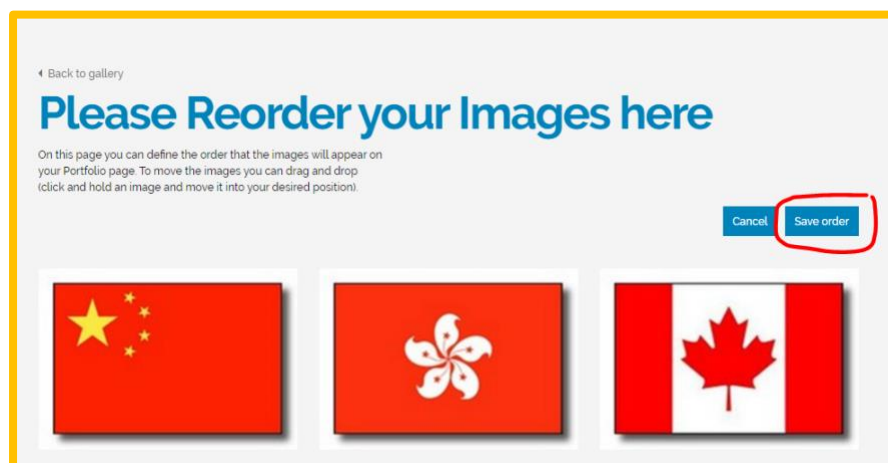 Back to gallery
Please Reorder your Images here
On this page you can define the order that the images will appear on
your Portfolio page. To move the images you can drag and drop
(click and hold an image and move it into your desired position).
Cancel Save order